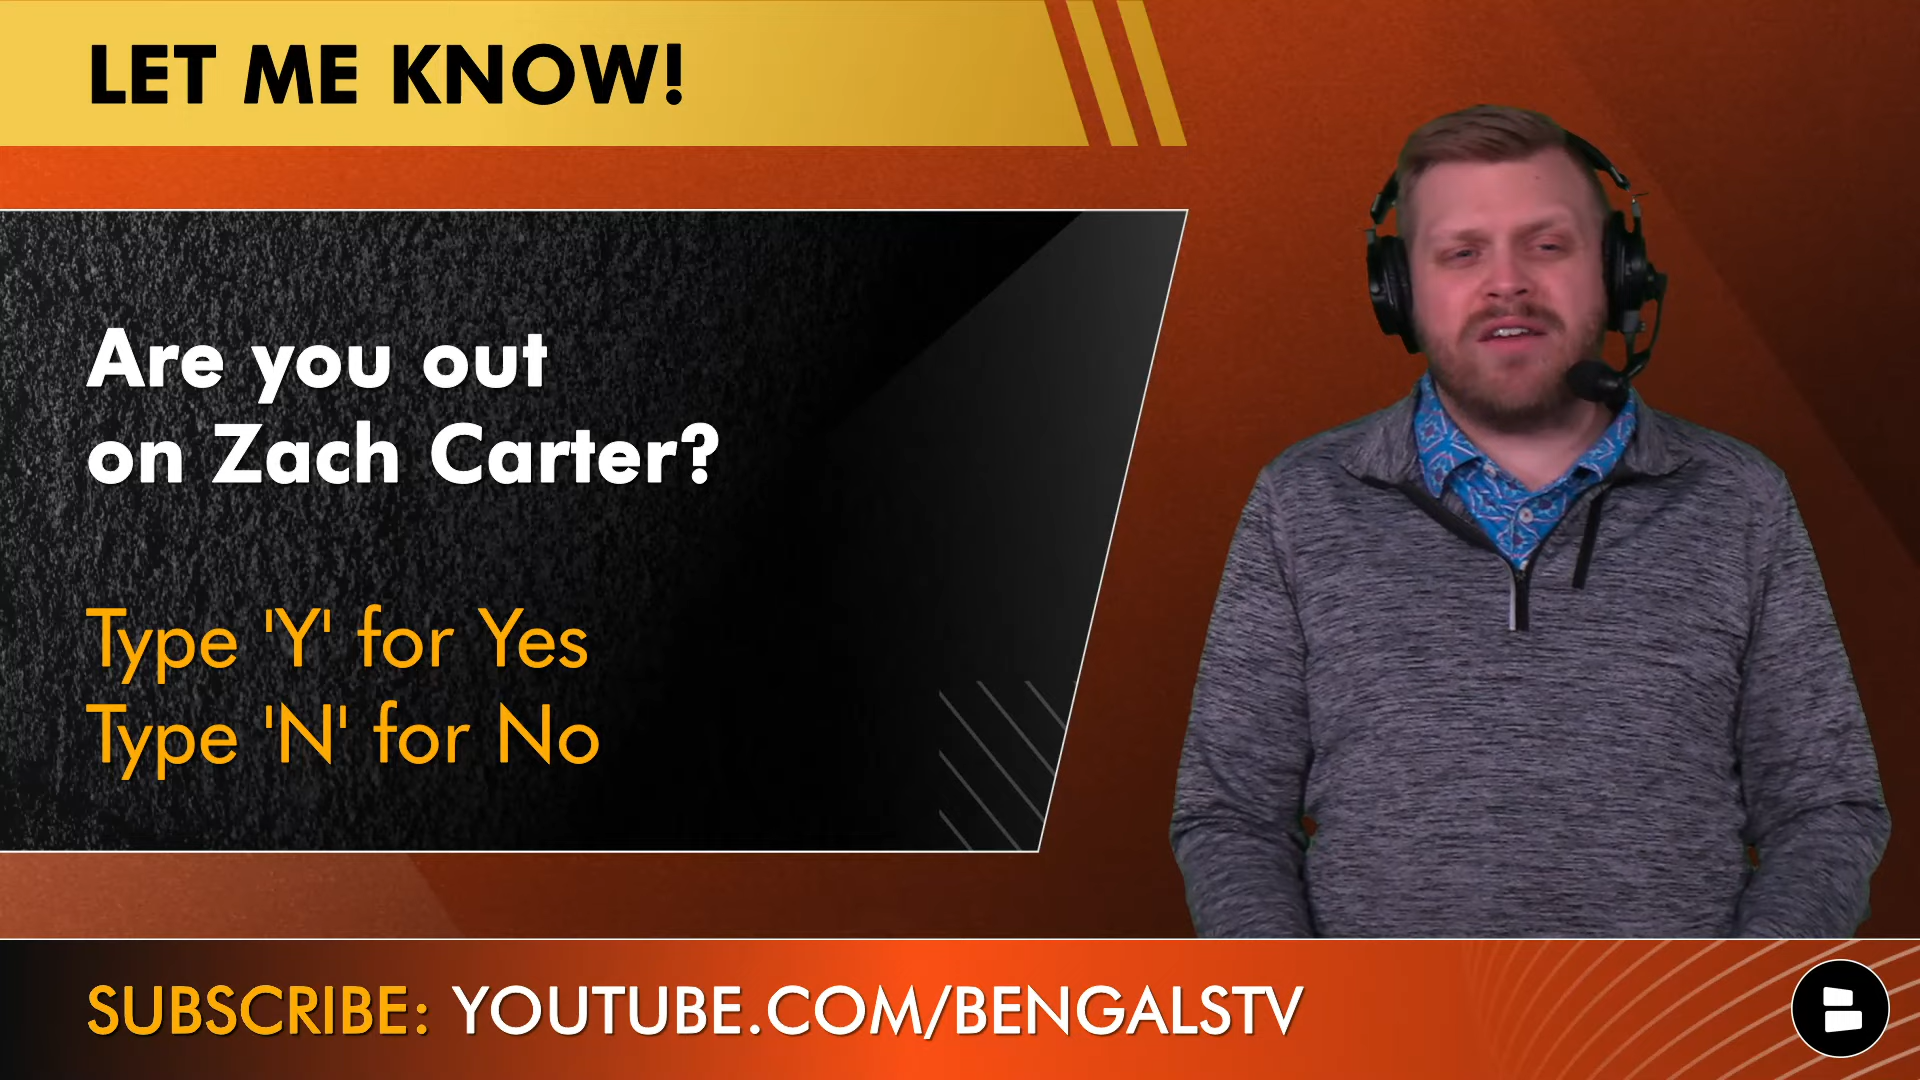 LET ME KNOW!
Are you out
on Zach Carter?
Type 'Y' for Yes
Type 'N' for No
SUBSCRIBE: YOUTUBE.COM/BENGALSTV